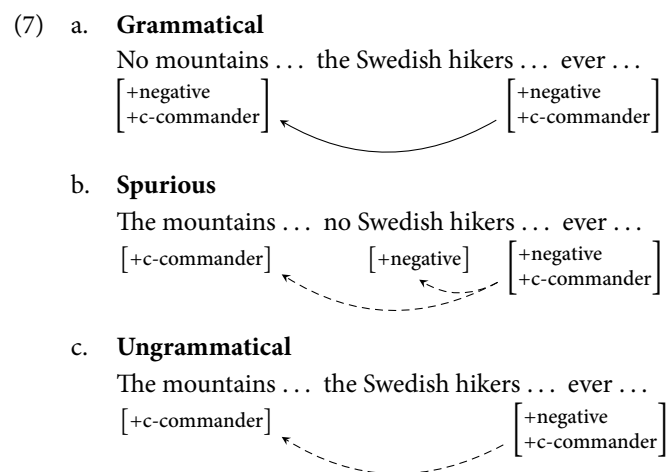 (7) a. Grammatical
No mountains … the Swedish hikers … ever …
[+negative +c-commander] [+negative +c-commander]
b. Spurious
The mountains … no Swedish hikers … ever …
[+c-commander] [+negative] [+negative +c-commander]
c. Ungrammatical
The mountains … the Swedish hikers … ever …
[+c-commander] [+negative +c-commander]